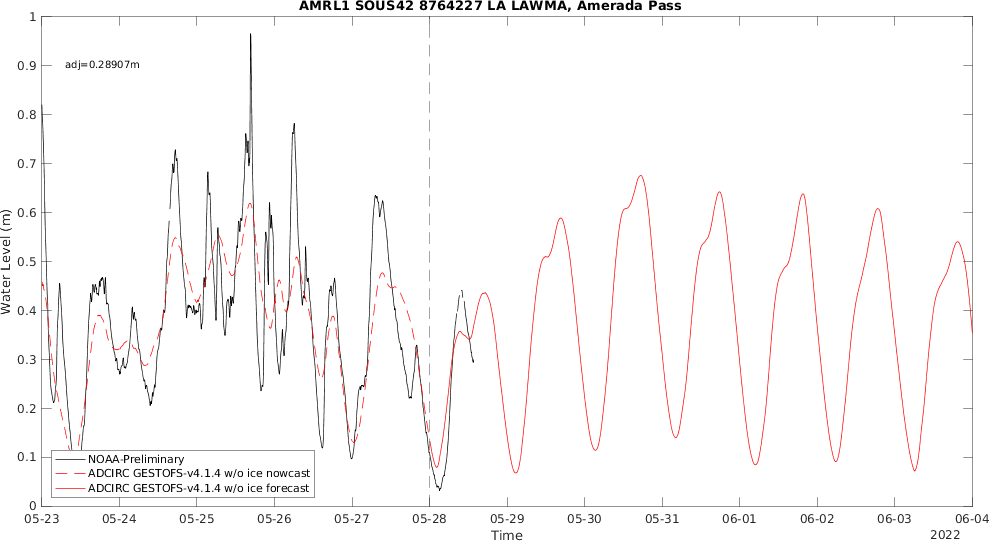 AMRL1 SOUS42 8764227 LA LAWMA, Amerada Pass
adj=0.28907m
Water Level (m)
1
0.9
0.8
0.7
0.6
0.5
0.4
0.3
0.2
0.1
0
NOAA-Preliminary
ADCIRC GESTOFS-v4.1.4 w/o ice nowcast
ADCIRC GESTOFS-v4.1.4 w/o ice forecast
05-23 05-24 05-25 05-26 05-27 05-28 05-29 05-30 05-31 06-01 06-02 06-03 06-04
Time
2022